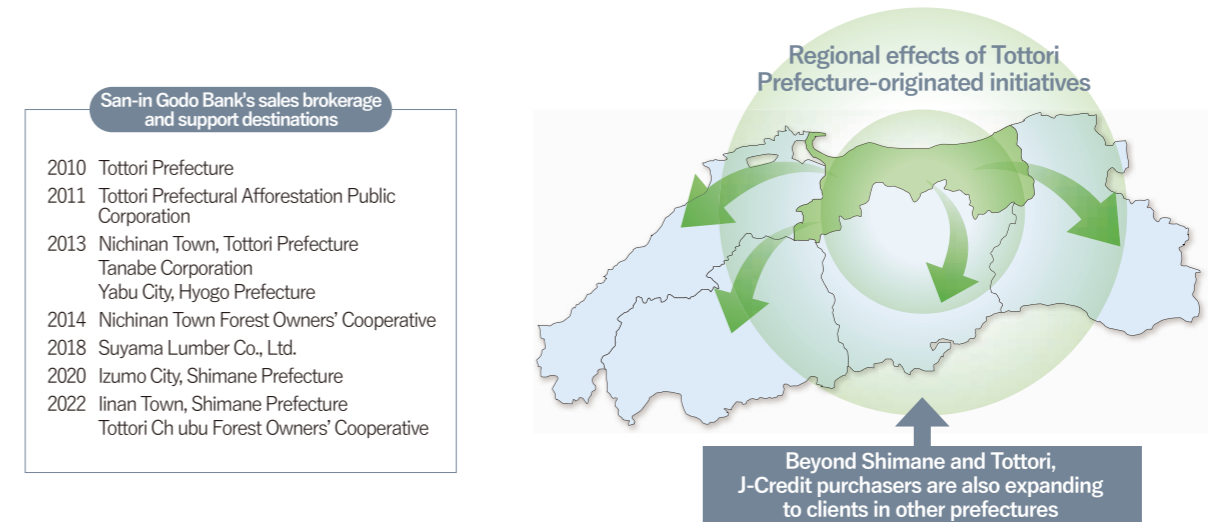 San-in Godo Bank's sales brokerage
and support destinations
2010 Tottori Prefecture
2011 Tottori Prefectural Afforestation Public
Corporation
2013 Nichinan Town, Tottori Prefecture
Tanabe Corporation
Yabu City, Hyogo Prefecture
2014 Nichinan Town Forest Owners' Cooperative
2018 Suyama Lumber Co., Ltd.
2020 Izumo City, Shimane Prefecture
2022 Iinan Town, Shimane Prefecture
Tottori Ch ubu Forest Owners' Cooperative
Regional effects of Tottori
Prefecture-originated initiatives
Beyond Shimane and Tottori,
J-Credit purchasers are also expanding
to clients in other prefectures